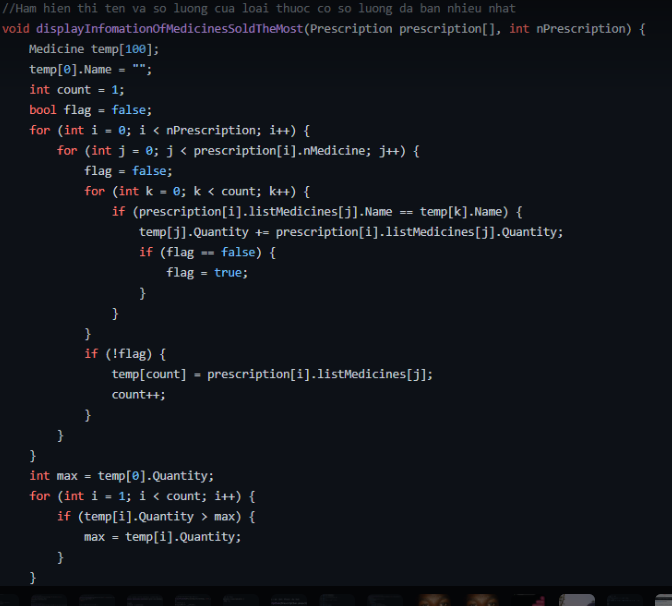 //Ham hien thi ten va so luong cua loai thuoc co so luong da ban nhieu nhat
void displayInfomationOfMedicinesSoldTheMost(Prescription prescription[], int nPrescription) {
    Medicine temp[100];
    temp[0].Name = "";
    int count = 1;
    bool flag = false;
    for (int i = 0; i < nPrescription; i++) {
        for (int j = 0; j < prescription[i].nMedicine; j++) {
            flag = false;
            for (int k = 0; k < count; k++) {
                if (prescription[i].listMedicines[j].Name == temp[k].Name) {
                    temp[j].Quantity += prescription[i].listMedicines[j].Quantity;
                    if (flag == false) {
                        flag = true;
                    }
                }
            }
            if (!flag) {
                temp[count] = prescription[i].listMedicines[j];
                count++;
            }
        }
    }
    int max = temp[0].Quantity;
    for (int i = 1; i < count; i++) {
        if (temp[i].Quantity > max) {
            max = temp[i].Quantity;
        }
    }